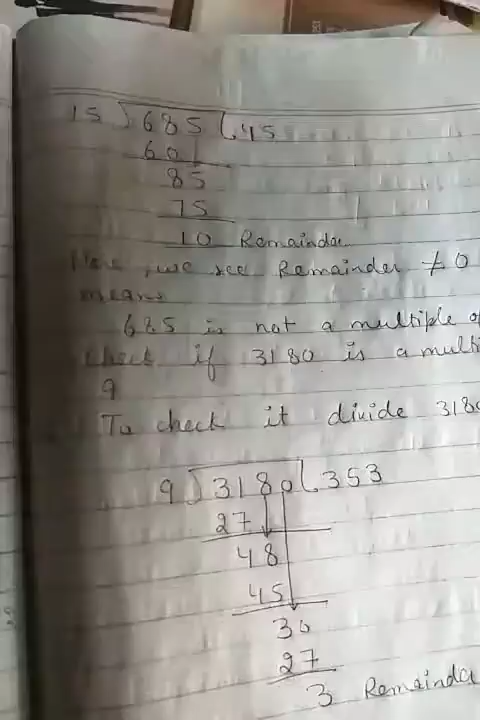 15 ) 685 ( 45
60
85
75
10 Remainder
Here, we see Remainder ≠ 0
means
685 is not a multiple of
check if 3180 is a multi
9
To check it divide 3180
9 ) 3180 ( 353
27
48
45
30
27
3 Remainder